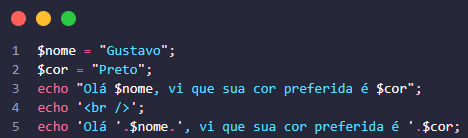 1 $nome = "Gustavo";
2 $cor = "Preto";
3 echo "Olá $nome, vi que sua cor preferida é $cor";
4 echo '<br />';
5 echo 'Olá '.$nome.', vi que sua cor preferida é '.$cor;